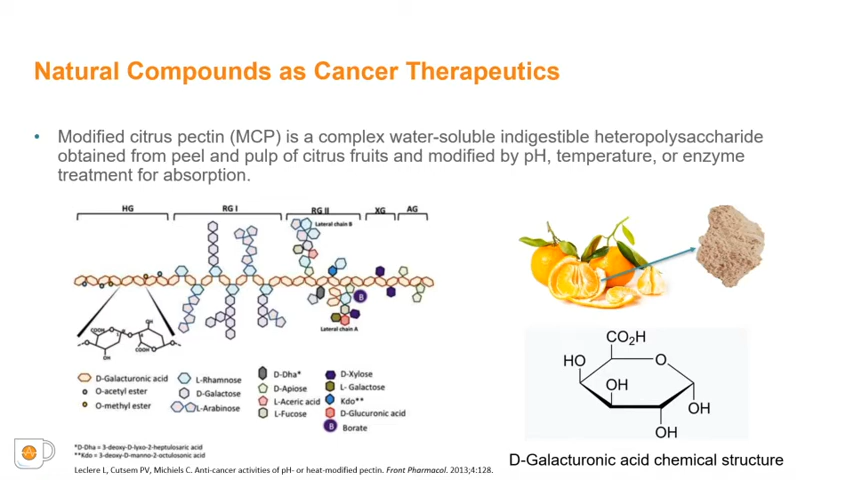 Natural Compounds as Cancer Therapeutics
• Modified citrus pectin (MCP) is a complex water-soluble indigestible heteropolysaccharide
obtained from peel and pulp of citrus fruits and modified by pH, temperature, or enzyme
treatment for absorption.
HG RG I RG II XG AG
Lateral chain B
B
Lateral chain A
COOH OH
OH COOH
D-Galacturonic acid
O-acetyl ester
O-methyl ester
L-Rhamnose
D-Galactose
L-Arabinose
D-Dha*
D-Apiose
L-Aceric acid
L-Fucose
D-Xylose
L- Galactose
Kdo**
D-Glucuronic acid
B Borate
*D-Dha = 3-deoxy-D-lyxo-2-heptulosaric acid
**Kdo = 3-deoxy-D-manno-2-octulosonic acid
Leclere L, Cutsem PV, Michiels C. Anti-cancer activities of pH- or heat-modified pectin. Front Pharmacol. 2013;4:128.
CO2H
HO O
OH
OH
OH
D-Galacturonic acid chemical structure